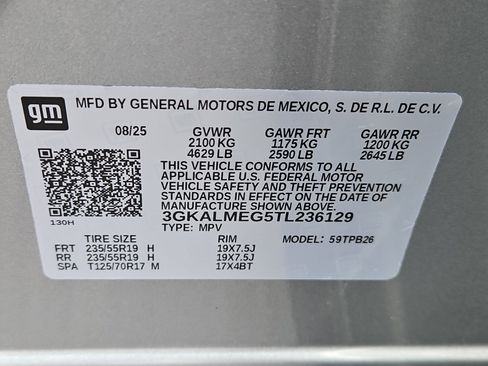 gm
MFD BY GENERAL MOTORS DE MEXICO, S. DE R.L. DE C.V.
08/25 GVWR GAWR FRT GAWR RR
2100 KG 1175 KG 1200 KG
4629 LB 2590 LB 2645 LB
THIS VEHICLE CONFORMS TO ALL
APPLICABLE U.S. FEDERAL MOTOR
VEHICLE SAFETY AND THEFT PREVENTION
STANDARDS IN EFFECT ON THE DATE OF
MANUFACTURE SHOWN ABOVE.
3GKALMEG5TL236129
130H
TYPE: MPV
TIRE SIZE RIM MODEL: 59TPB26
FRT 235/55R19 H 19X7.5J
RR 235/55R19 H 19X7.5J
SPA T125/70R17 M 17X4BT